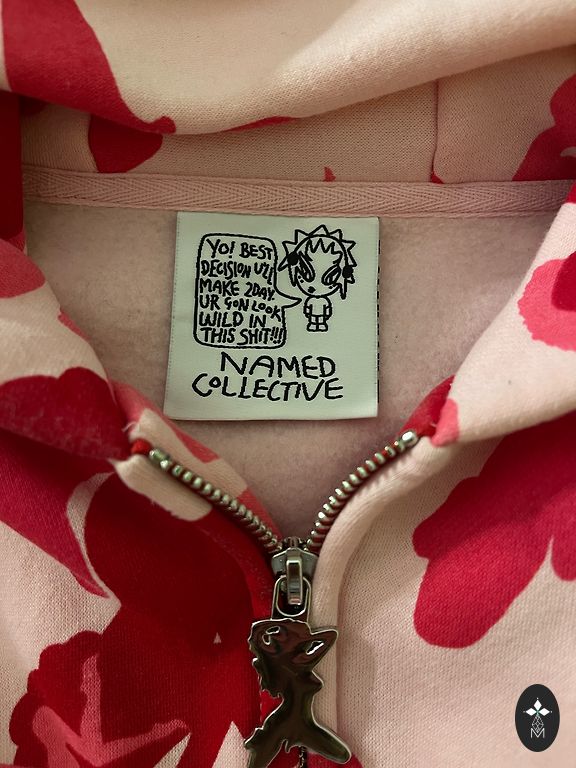 YO! BEST
DECISION U'LL
MAKE 2DAY.
UR GON LOOK
WILD IN
THIS SHIT!!!
NAMED
COLLECTIVE